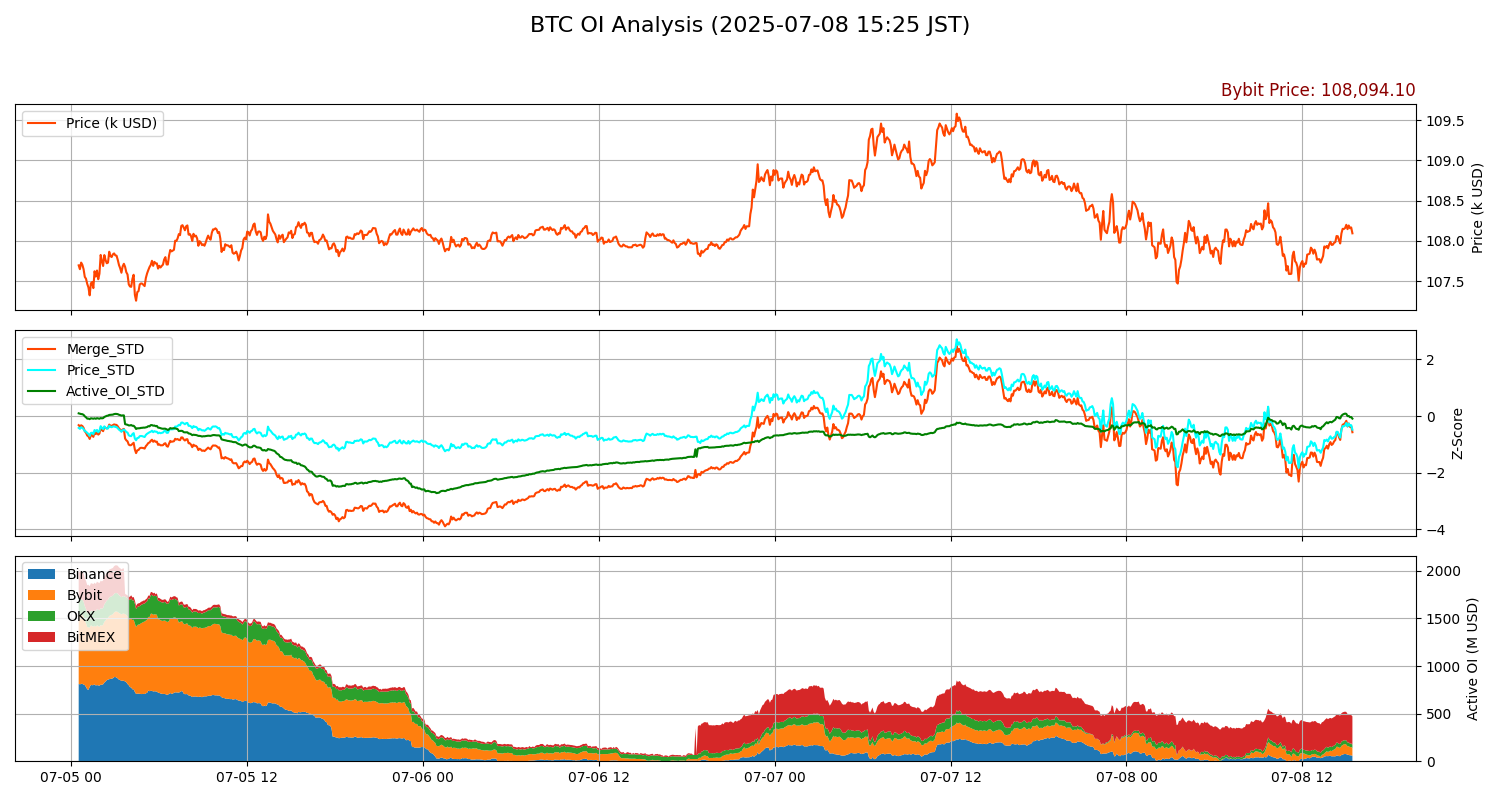 BTC OI Analysis (2025-07-08 15:25 JST)
Bybit Price: 108,094.10
Price (k USD)
109.5
109.0
108.5
108.0
107.5
Price (k USD)
Merge_STD
Price_STD
Active_OI_STD
2
0
−2
−4
Z-Score
Binance
Bybit
OKX
BitMEX
2000
1500
1000
500
0
Active OI (M USD)
07-05 00
07-05 12
07-06 00
07-06 12
07-07 00
07-07 12
07-08 00
07-08 12